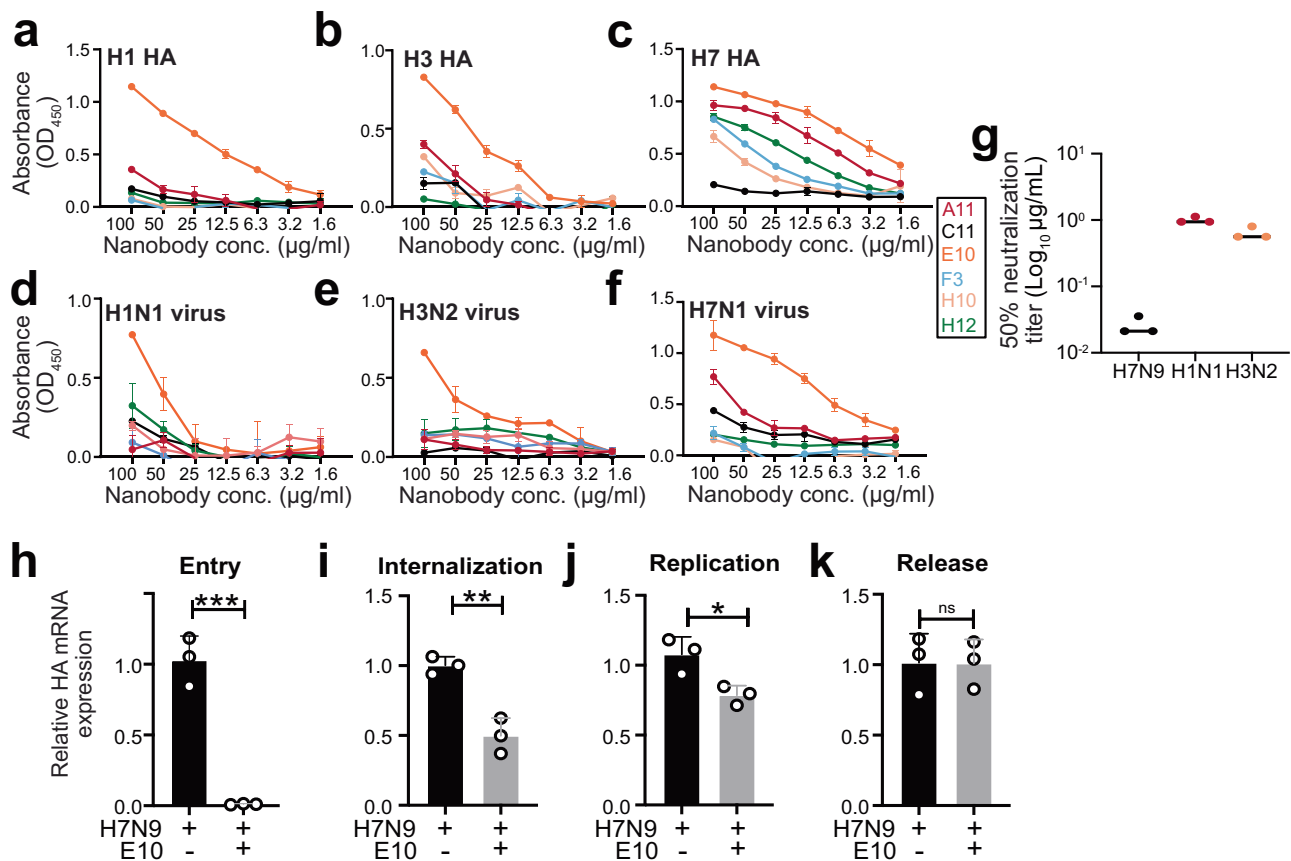 a
H1 HA
Absorbance
(OD450)
1.5
1.0
0.5
0.0
100 50 25 12.5 6.3 3.2 1.6
Nanobody conc. (µg/ml)
b
H3 HA
1.0
0.5
0.0
100 50 25 12.5 6.3 3.2 1.6
Nanobody conc. (µg/ml)
c
H7 HA
1.5
1.0
0.5
0.0
100 50 25 12.5 6.3 3.2 1.6
Nanobody conc. (µg/ml)
A11
C11
E10
F3
H10
H12
d
H1N1 virus
Absorbance
(OD450)
1.0
0.5
0.0
100 50 25 12.5 6.3 3.2 1.6
Nanobody conc. (µg/ml)
e
H3N2 virus
1.0
0.5
0.0
100 50 25 12.5 6.3 3.2 1.6
Nanobody conc. (µg/ml)
f
H7N1 virus
1.5
1.0
0.5
0.0
100 50 25 12.5 6.3 3.2 1.6
Nanobody conc. (µg/ml)
g
50% neutralization
titer (Log10 µg/mL)
10^1
10^0
10^-1
10^-2
H7N9 H1N1 H3N2
h
Entry
Relative HA mRNA
expression
1.5
1.0
0.5
0.0
***
H7N9 + +
E10 - +
i
Internalization
1.5
1.0
0.5
0.0
**
+ +
- +
j
Replication
1.5
1.0
0.5
0.0
*
+ +
- +
k
Release
1.5
1.0
0.5
0.0
ns
+ +
- +